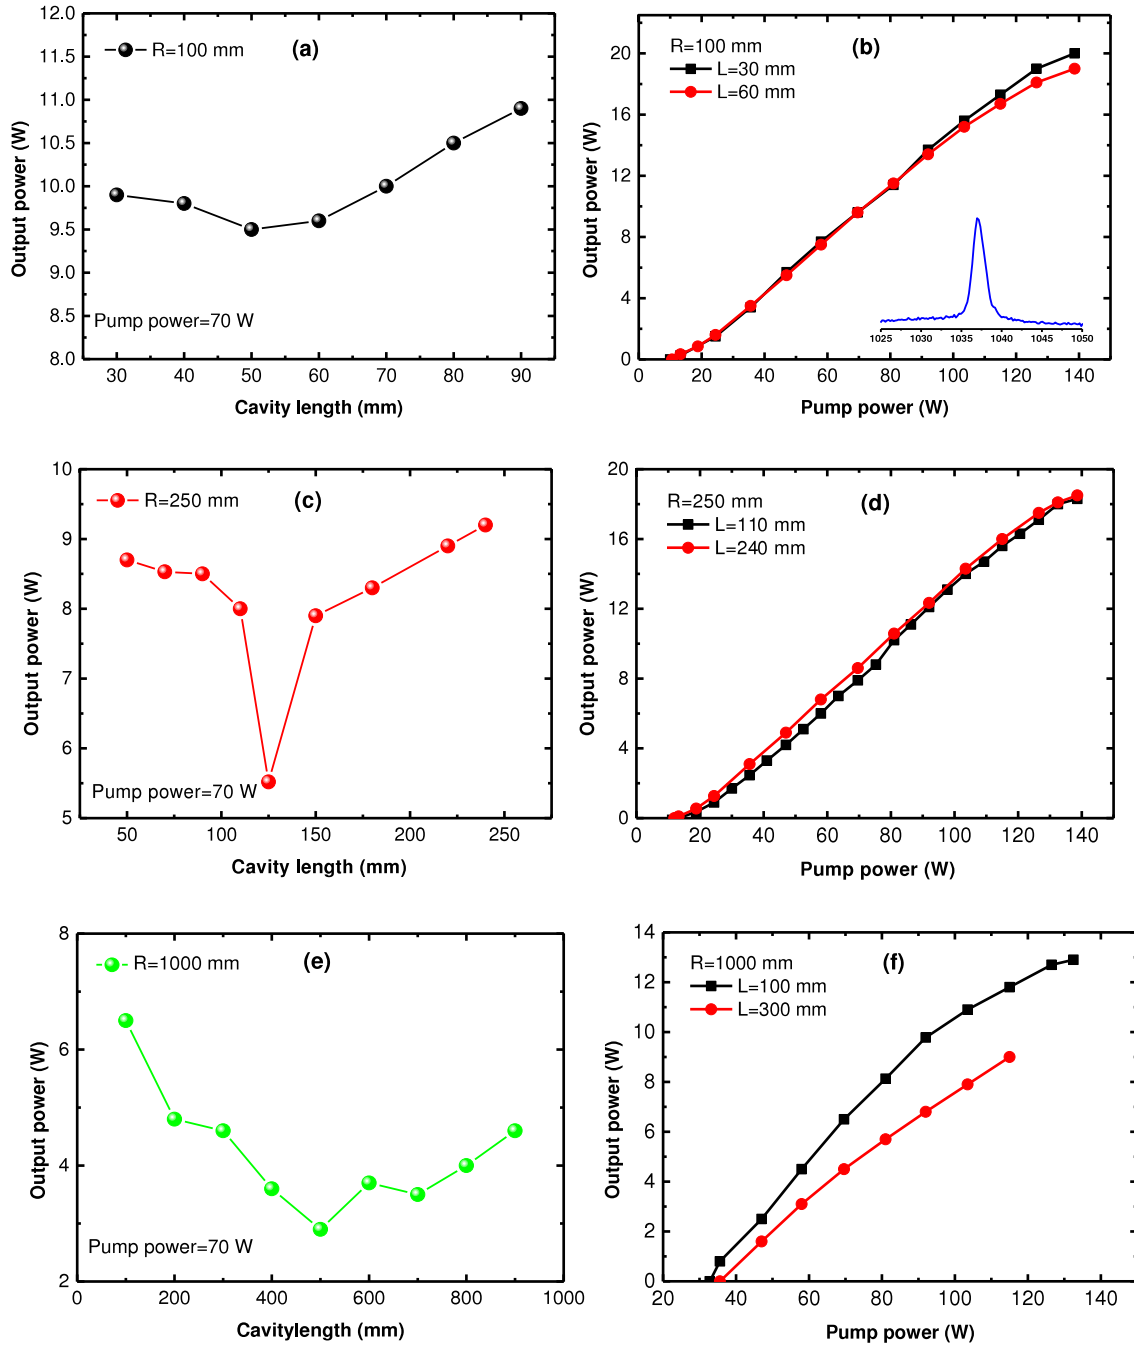 12.0
11.5
11.0
10.5
10.0
9.5
9.0
8.5
8.0
Output power (W)
R=100 mm
(a)
Pump power=70 W
30 40 50 60 70 80 90
Cavity length (mm)
20
16
12
8
4
0
Output power (W)
R=100 mm
L=30 mm
L=60 mm
(b)
1025 1030 1035 1040 1045 1050
0 20 40 60 80 100 120 140
Pump power (W)
10
9
8
7
6
5
Output power (W)
R=250 mm
(c)
Pump power=70 W
50 100 150 200 250
Cavity length (mm)
20
16
12
8
4
0
Output power (W)
R=250 mm
L=110 mm
L=240 mm
(d)
0 20 40 60 80 100 120 140
Pump power (W)
8
6
4
2
Output power (W)
R=1000 mm
(e)
Pump power=70 W
0 200 400 600 800 1000
Cavitylength (mm)
14
12
10
8
6
4
2
0
Output power (W)
R=1000 mm
L=100 mm
L=300 mm
(f)
20 40 60 80 100 120 140
Pump power (W)